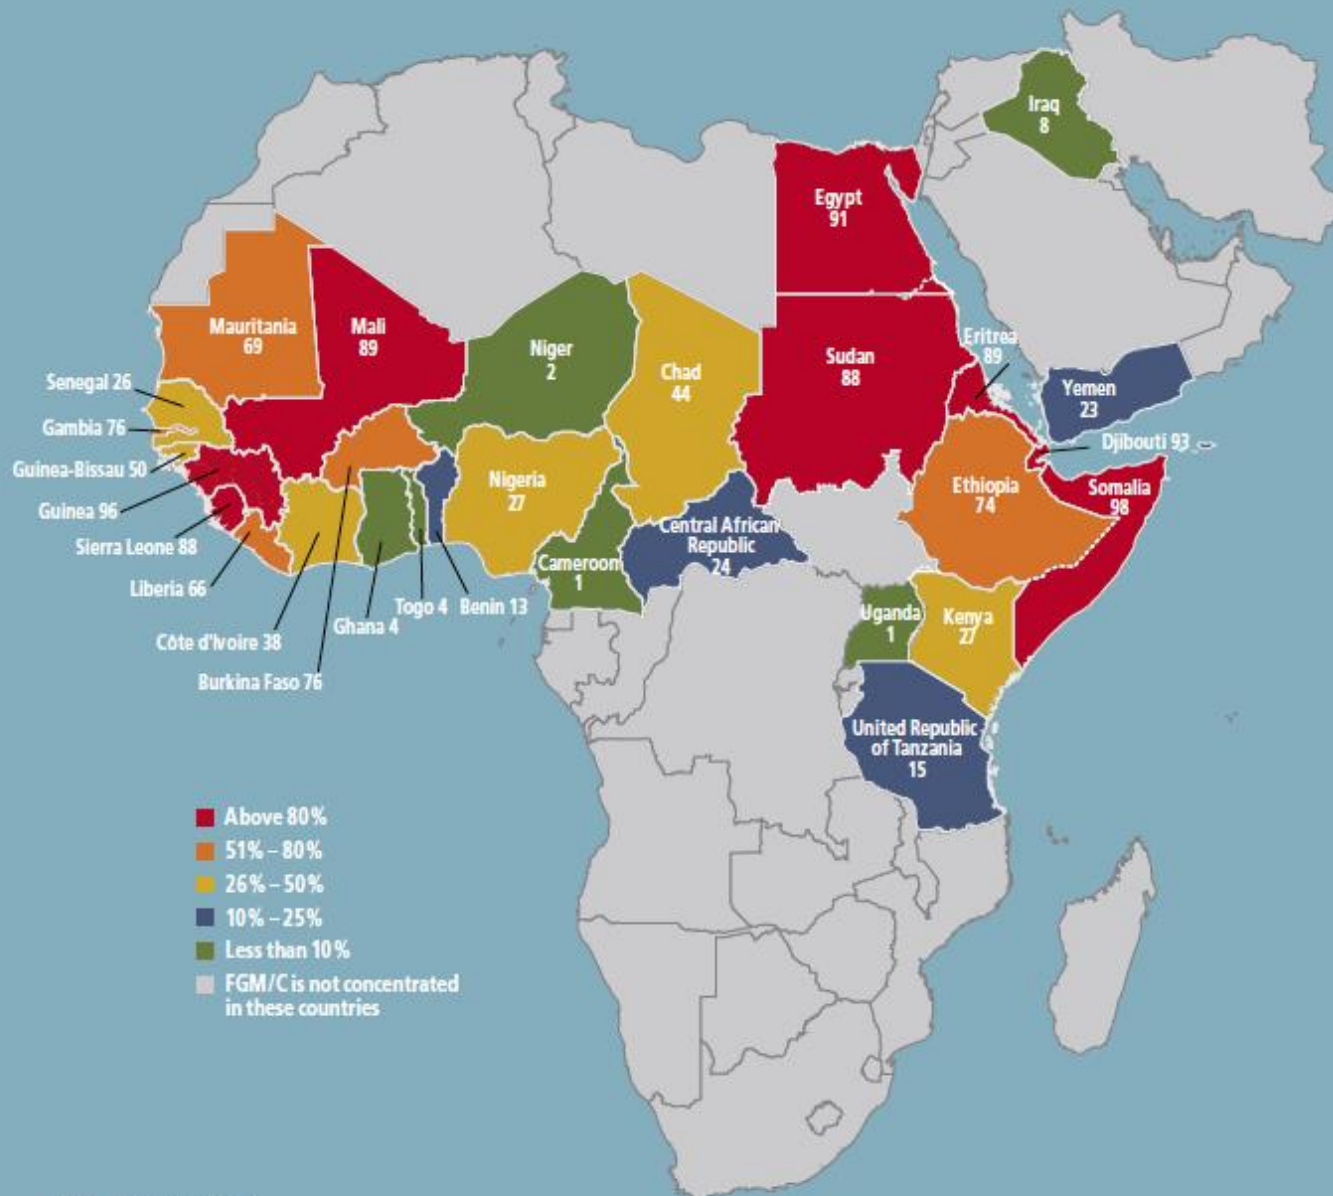 Iraq
8
Egypt
91
Mauritania
69
Mali
89
Niger
2
Chad
44
Sudan
88
Eritrea
89
Yemen
23
Senegal 26
Gambia 76
Guinea-Bissau 50
Guinea 96
Sierra Leone 88
Liberia 66
Côte d'Ivoire 38
Burkina Faso 76
Ghana 4
Togo 4
Benin 13
Nigeria
27
Cameroon
1
Central African
Republic
24
Ethiopia
74
Djibouti 93
Somalia
98
Uganda
1
Kenya
27
United Republic
of Tanzania
15
Above 80%
51% – 80%
26% – 50%
10% – 25%
Less than 10%
FGM/C is not concentrated
in these countries